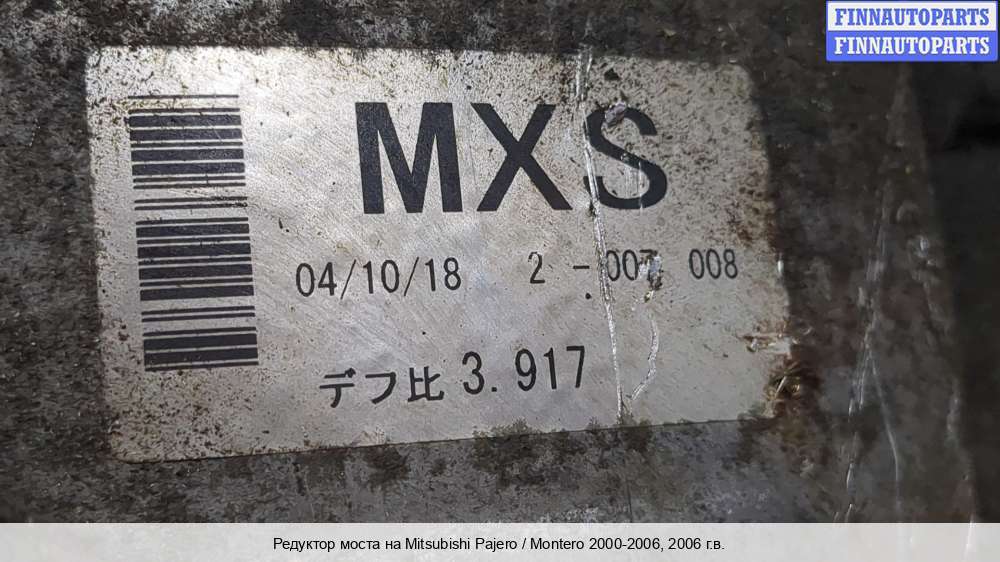 FINNAUTOPARTS
FINNAUTOPARTS
MXS
04/10/18 2 - 008
デフ比 3.917
Редуктор моста на Mitsubishi Pajero / Montero 2000-2006, 2006 г.в.